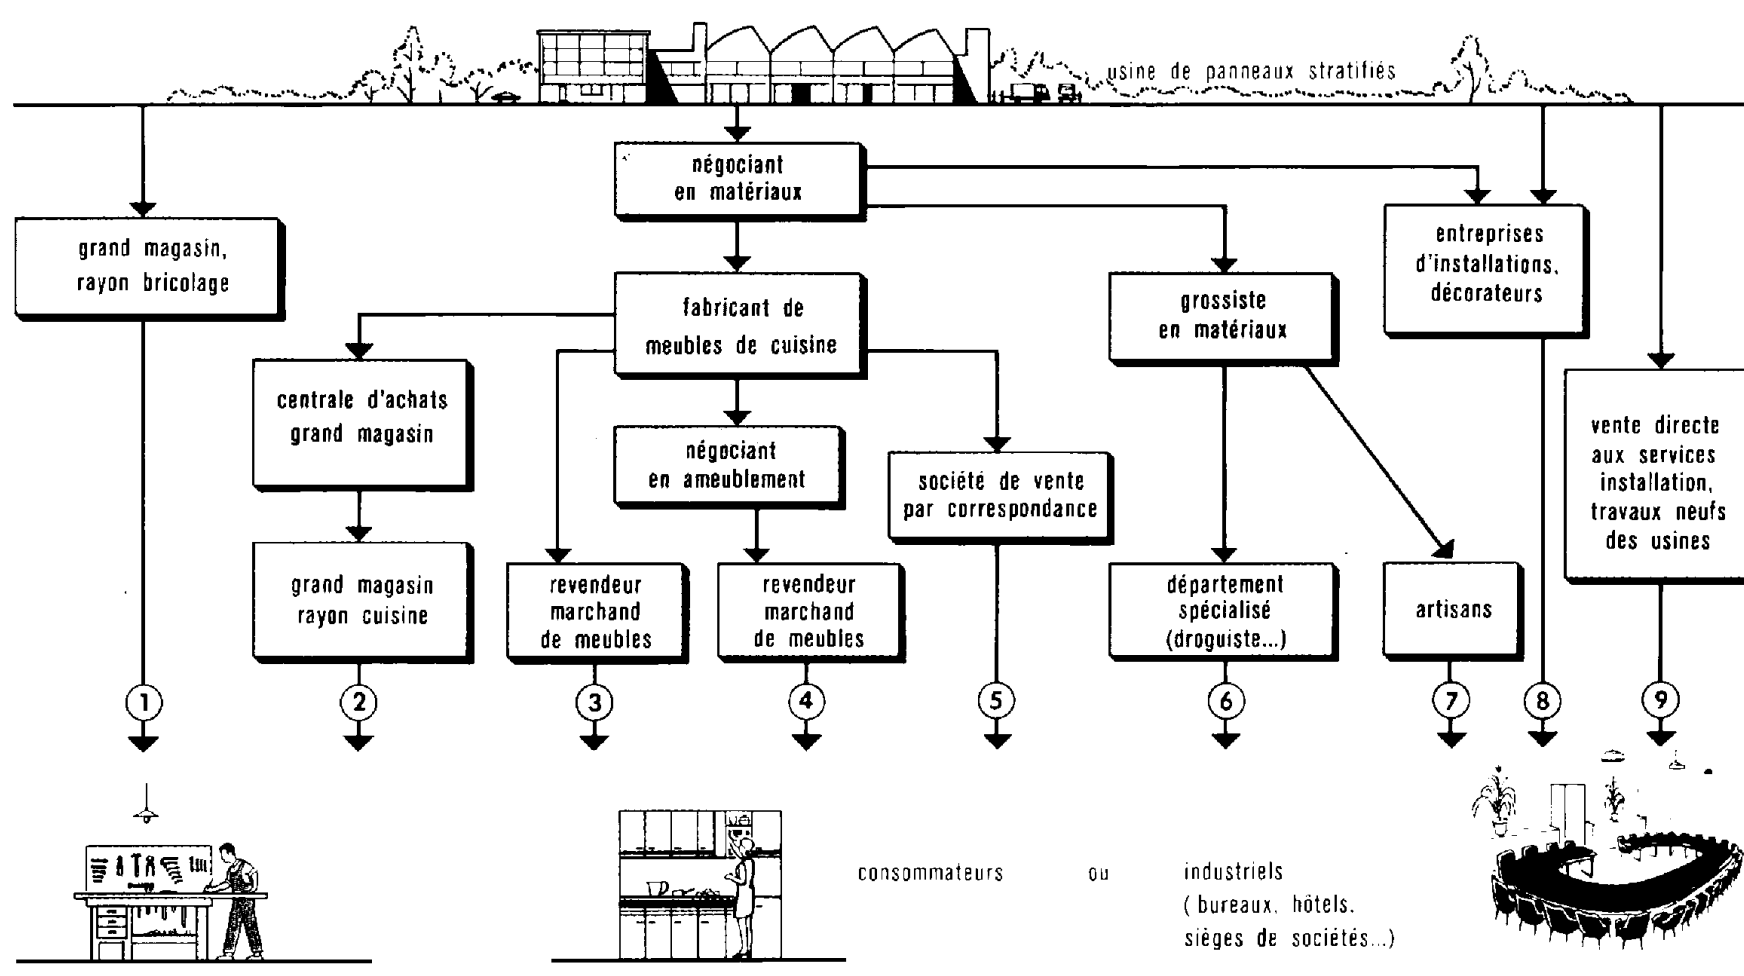 usine de panneaux stratifiés
négociant
en matériaux
grand magasin,
rayon bricolage
entreprises
d'installations,
décorateurs
fabricant de
meubles de cuisine
grossiste
en matériaux
centrale d'achats
grand magasin
négociant
en ameublement
société de vente
par correspondance
vente directe
aux services
installation,
travaux neufs
des usines
grand magasin
rayon cuisine
revendeur
marchand
de meubles
revendeur
marchand
de meubles
département
spécialisé
(droguiste...)
artisans
1
2
3
4
5
6
7
8
9
consommateurs ou industriels
(bureaux, hôtels,
sièges de sociétés...)